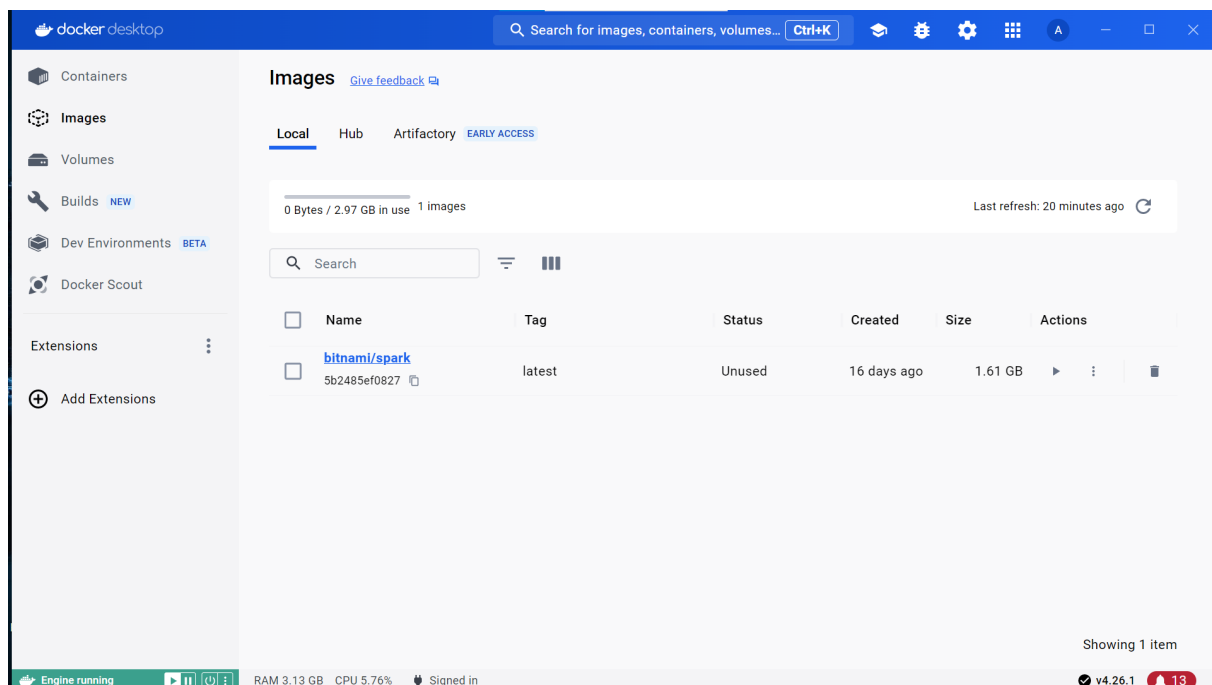 docker desktop
Search for images, containers, volumes... Ctrl+K
A
Containers
Images
Volumes
Builds NEW
Dev Environments BETA
Docker Scout
Extensions
Add Extensions
Images Give feedback
Local Hub Artifactory EARLY ACCESS
0 Bytes / 2.97 GB in use 1 images
Last refresh: 20 minutes ago
Search
Name Tag Status Created Size Actions
bitnami/spark
5b2485ef0827
latest Unused 16 days ago 1.61 GB
Showing 1 item
Engine running
RAM 3.13 GB CPU 5.76% Signed in
v4.26.1 13